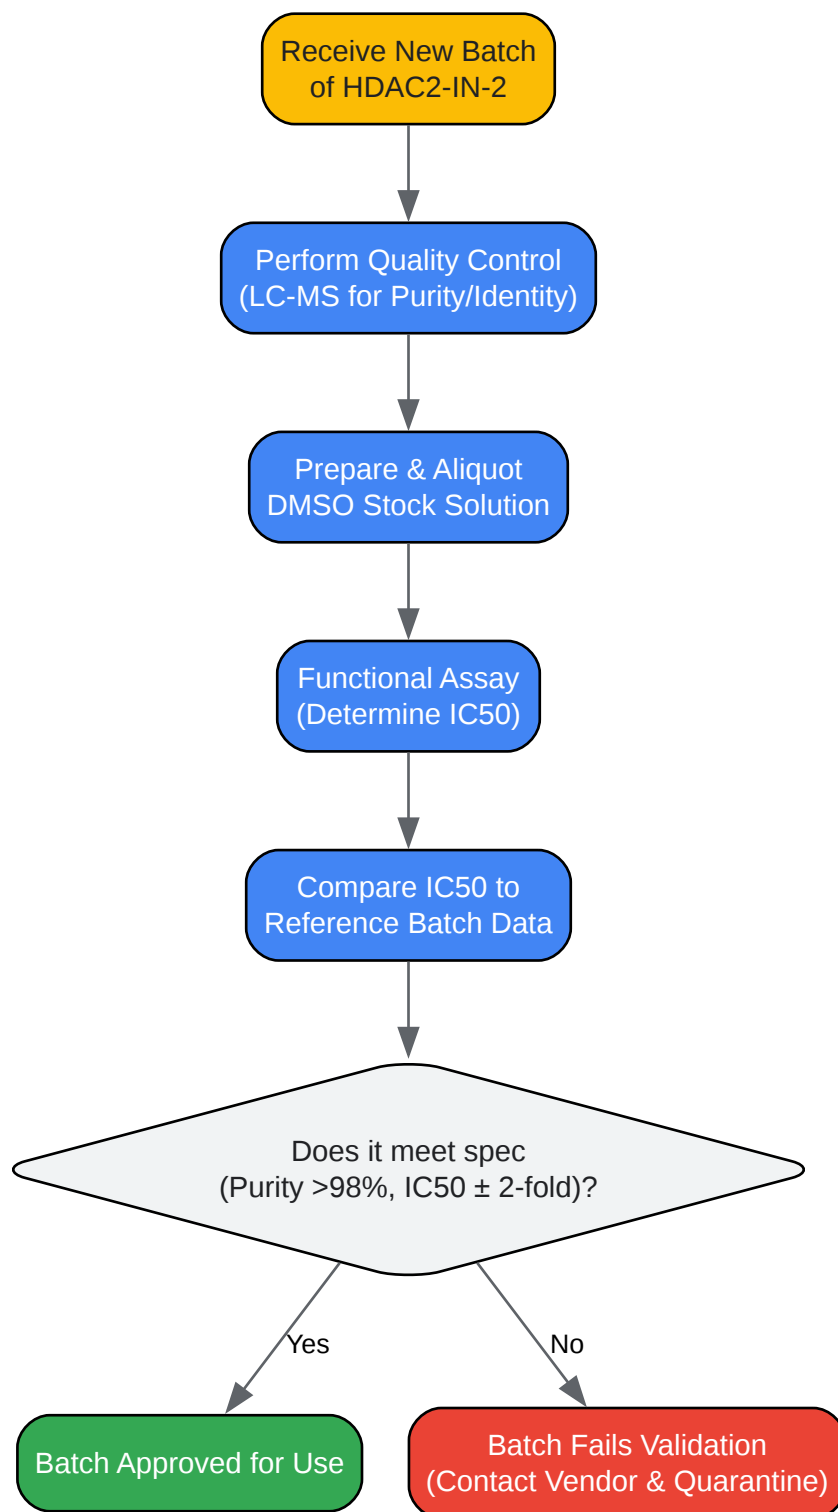 Receive New Batch
of HDAC2-IN-2
Perform Quality Control
(LC-MS for Purity/Identity)
Prepare & Aliquot
DMSO Stock Solution
Functional Assay
(Determine IC50)
Compare IC50 to
Reference Batch Data
Does it meet spec
(Purity >98%, IC50 ± 2-fold)?
Yes
No
Batch Approved for Use
Batch Fails Validation
(Contact Vendor & Quarantine)